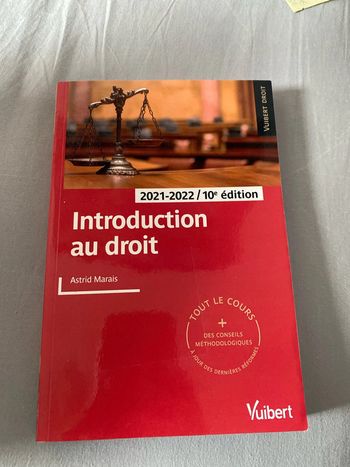 VUIBERT DROIT
2021-2022 / 10e édition
Introduction
au droit
Astrid Marais
TOUT LE COURS
+
DES CONSEILS
MÉTHODOLOGIQUES
À JOUR DES DERNIÈRES RÉFORMES
Vuibert